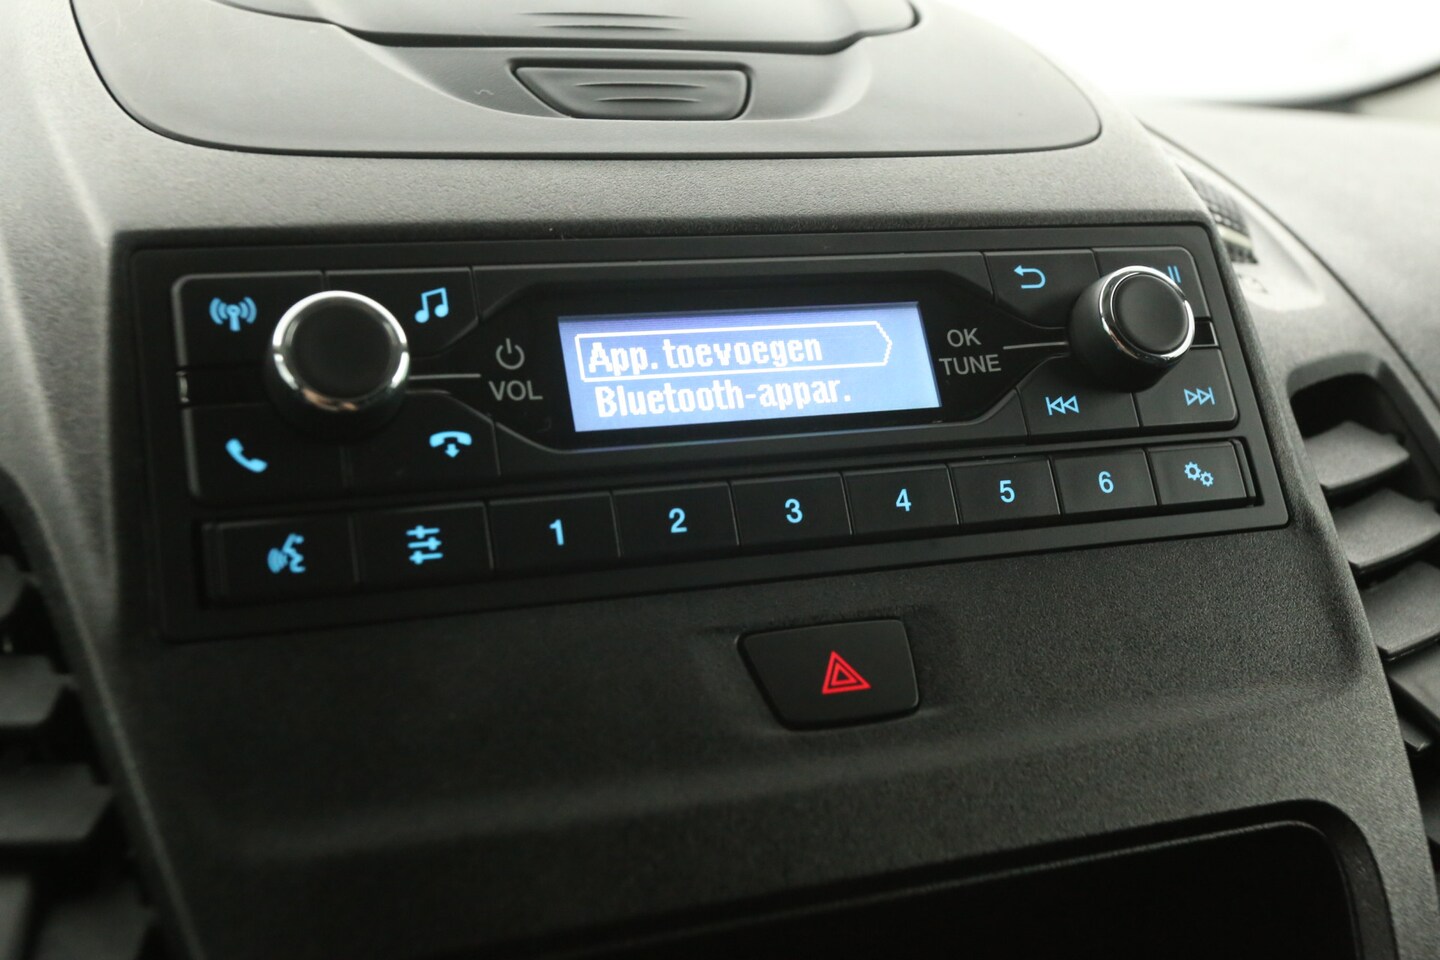 App. toevoegen
Bluetooth-appar.
VOL
OK
TUNE
1
2
3
4
5
6